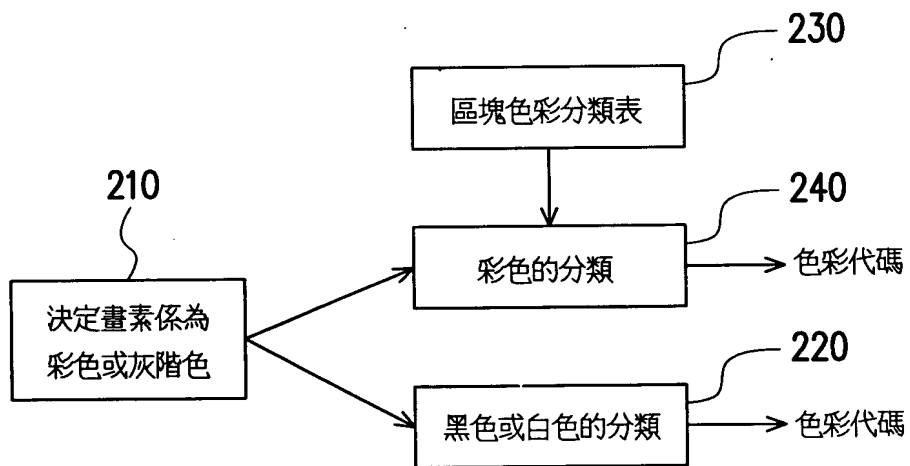 230
區塊色彩分類表
210
240
彩色的分類
色彩代碼
決定畫素係為
彩色或灰階色
220
黑色或白色的分類
色彩代碼